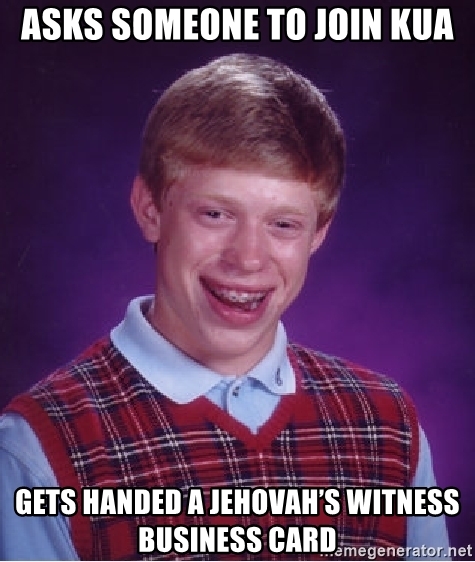 ASKS SOMEONE TO JOIN KUA
GETS HANDED A JEHOVAH'S WITNESS
BUSINESS CARD
memegenerator.net